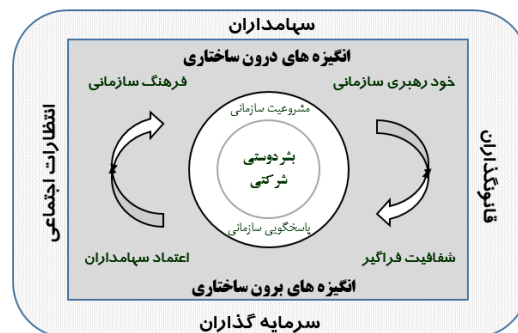 سهامداران
انگیزه های درون ساختاری
خود رهبری سازمانی
فرهنگ سازمانی
مشروعیت سازمانی
بشردوستی
شرکتی
پاسخگویی سازمانی
قانونگذاران
انتظارات اجتماعی
شفافیت فراگیر
اعتماد سهامداران
انگیزه های برون ساختاری
سرمایه گذاران